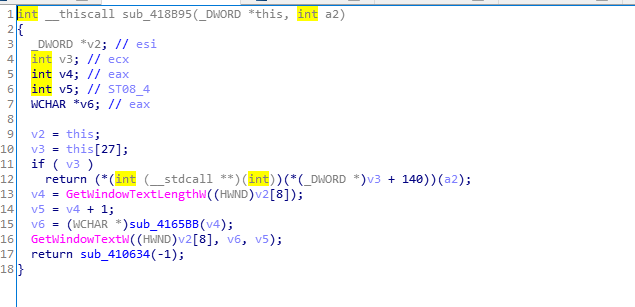 1 int __thiscall sub_418B95(_DWORD *this, int a2)
2 {
3 _DWORD *v2; // esi
4 int v3; // ecx
5 int v4; // eax
6 int v5; // ST08_4
7 WCHAR *v6; // eax
8
9 v2 = this;
10 v3 = this[27];
11 if ( v3 )
12 return (*(int (__stdcall **)(int))(*(_DWORD *)v3 + 140))(a2);
13 v4 = GetWindowTextLengthW((HWND)v2[8]);
14 v5 = v4 + 1;
15 v6 = (WCHAR *)sub_4165BB(v4);
16 GetWindowTextW((HWND)v2[8], v6, v5);
17 return sub_410634(-1);
18 }